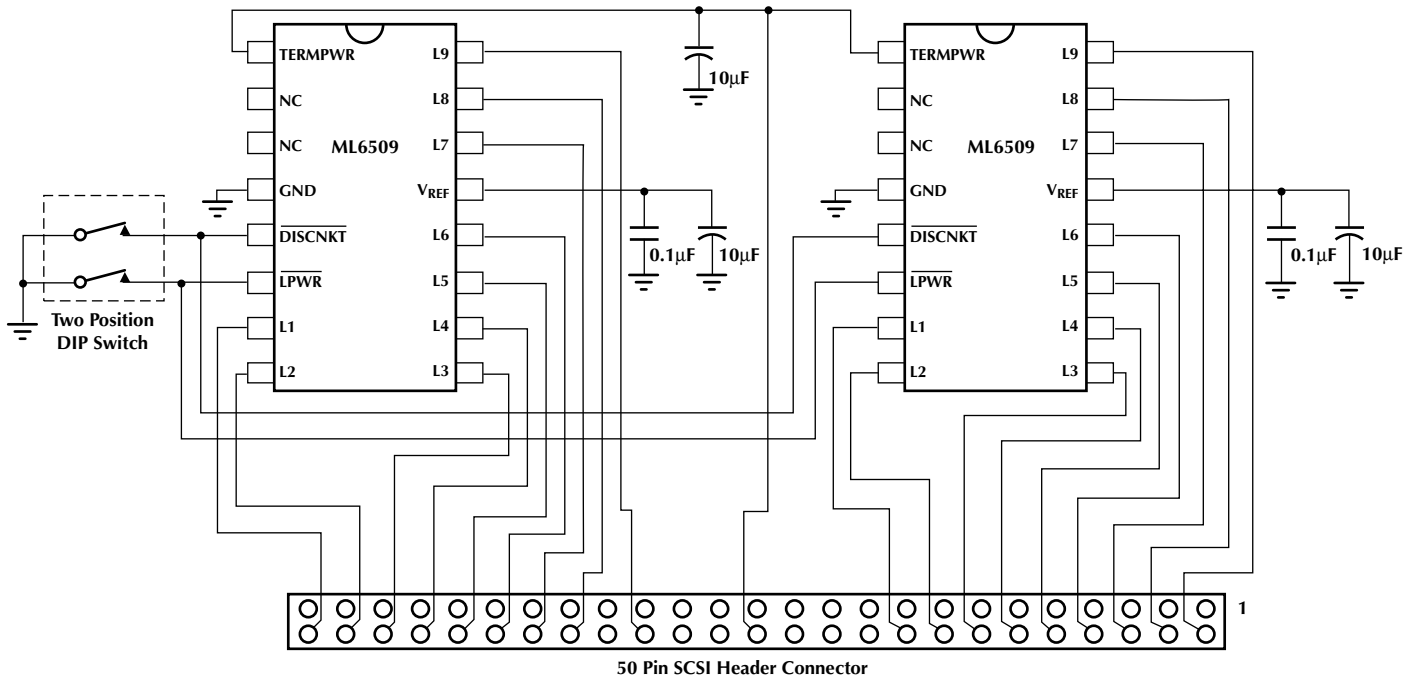 TERMPWR
NC
NC
GND
DISCNKT
LPWR
L1
L2
ML6509
L9
L8
L7
VREF
L6
L5
L4
L3
10µF
0.1µF
10µF
TERMPWR
NC
NC
GND
DISCNKT
LPWR
L1
L2
ML6509
L9
L8
L7
VREF
L6
L5
L4
L3
0.1µF
10µF
Two Position
DIP Switch
1
50 Pin SCSI Header Connector